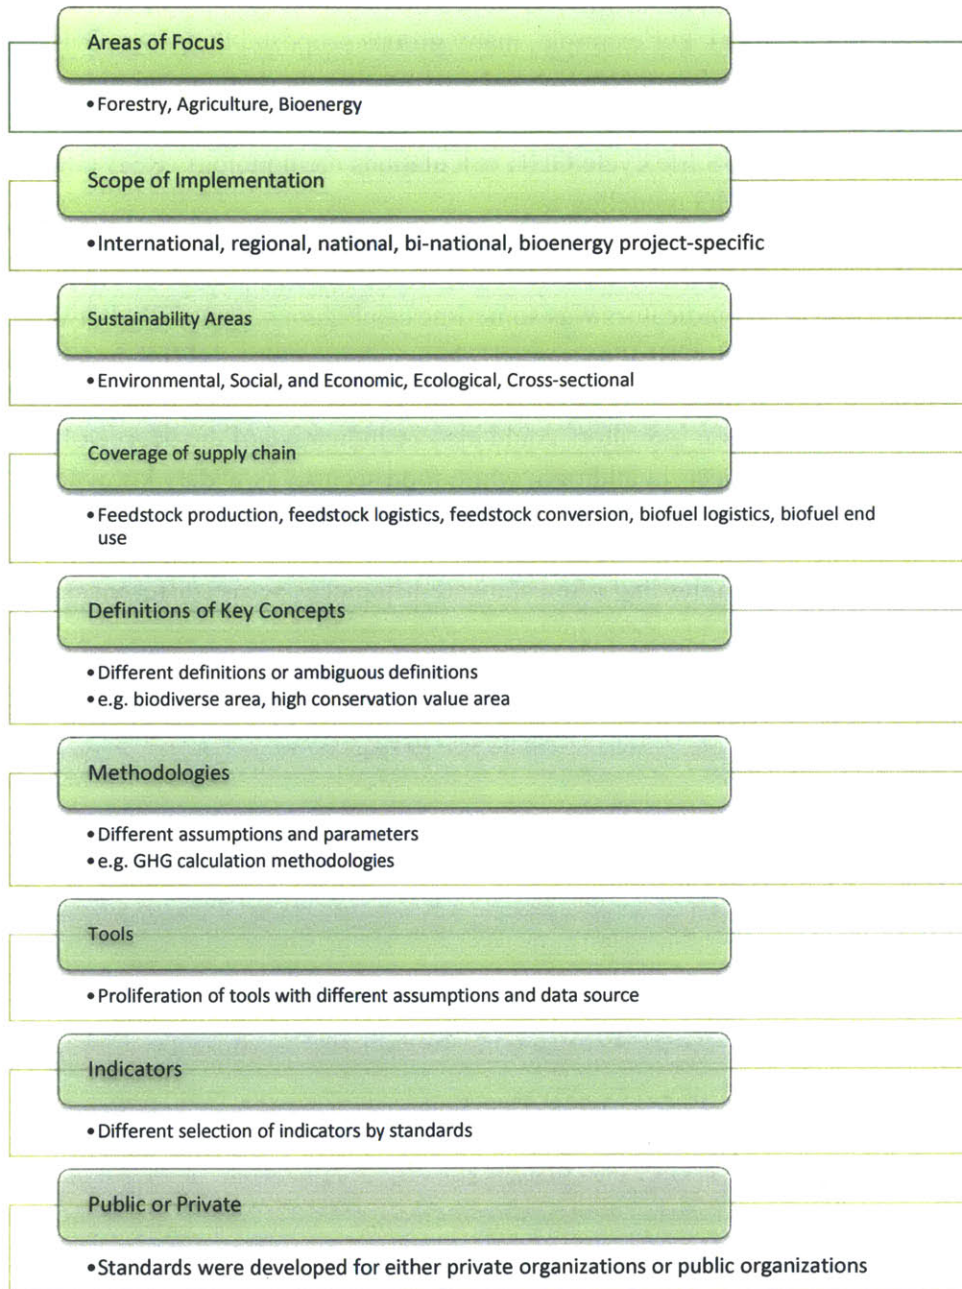 Areas of Focus
• Forestry, Agriculture, Bioenergy
Scope of Implementation
• International, regional, national, bi-national, bioenergy project-specific
Sustainability Areas
• Environmental, Social, and Economic, Ecological, Cross-sectional
Coverage of supply chain
• Feedstock production, feedstock logistics, feedstock conversion, biofuel logistics, biofuel end
use
Definitions of Key Concepts
• Different definitions or ambiguous definitions
• e.g. biodiverse area, high conservation value area
Methodologies
• Different assumptions and parameters
• e.g. GHG calculation methodologies
Tools
• Proliferation of tools with different assumptions and data source
Indicators
• Different selection of indicators by standards
Public or Private
• Standards were developed for either private organizations or public organizations